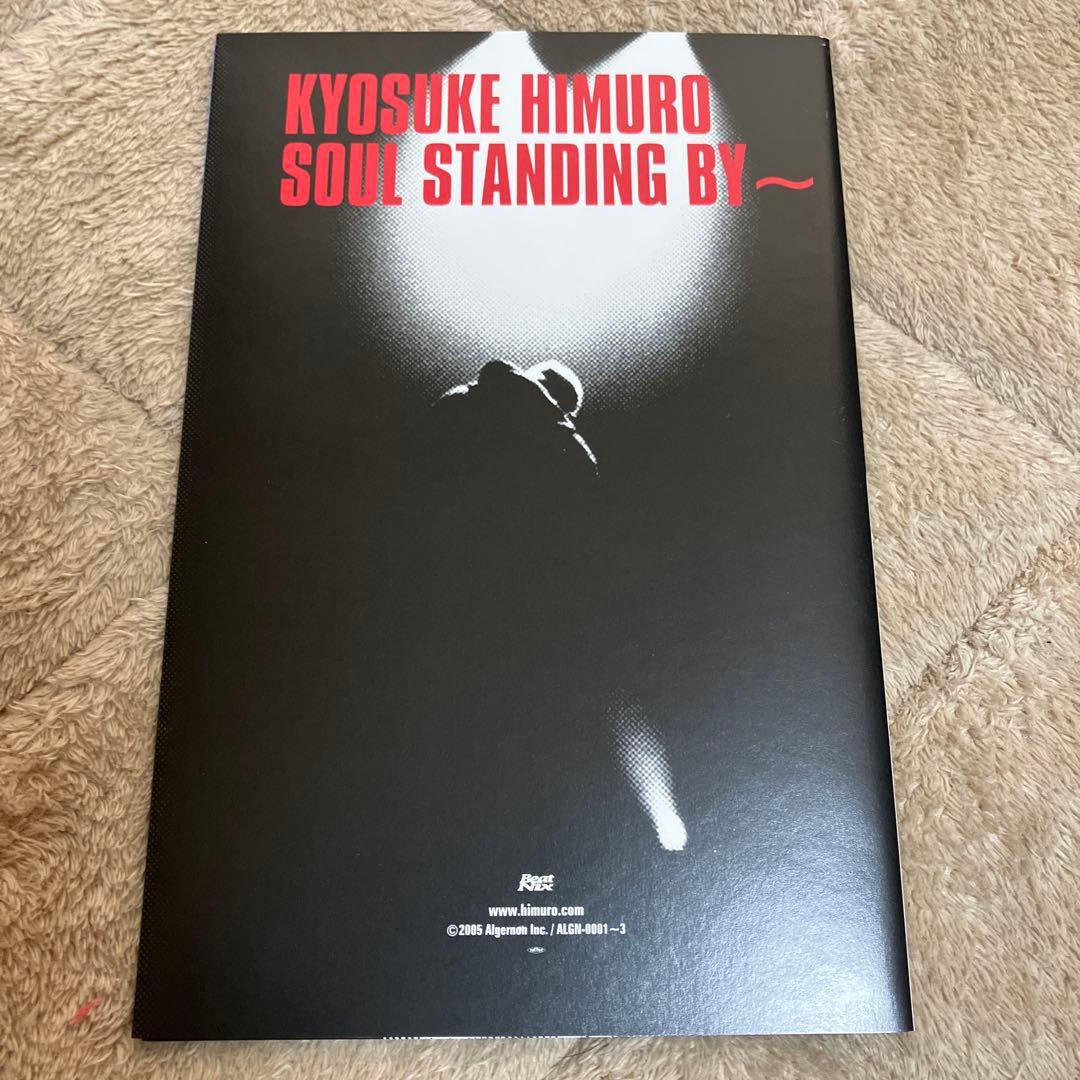 KYOSUKE HIMURO
SOUL STANDING BY～
Beat
Nix
www.himuro.com
©2005 Algernon Inc. / ALGN-0001～3